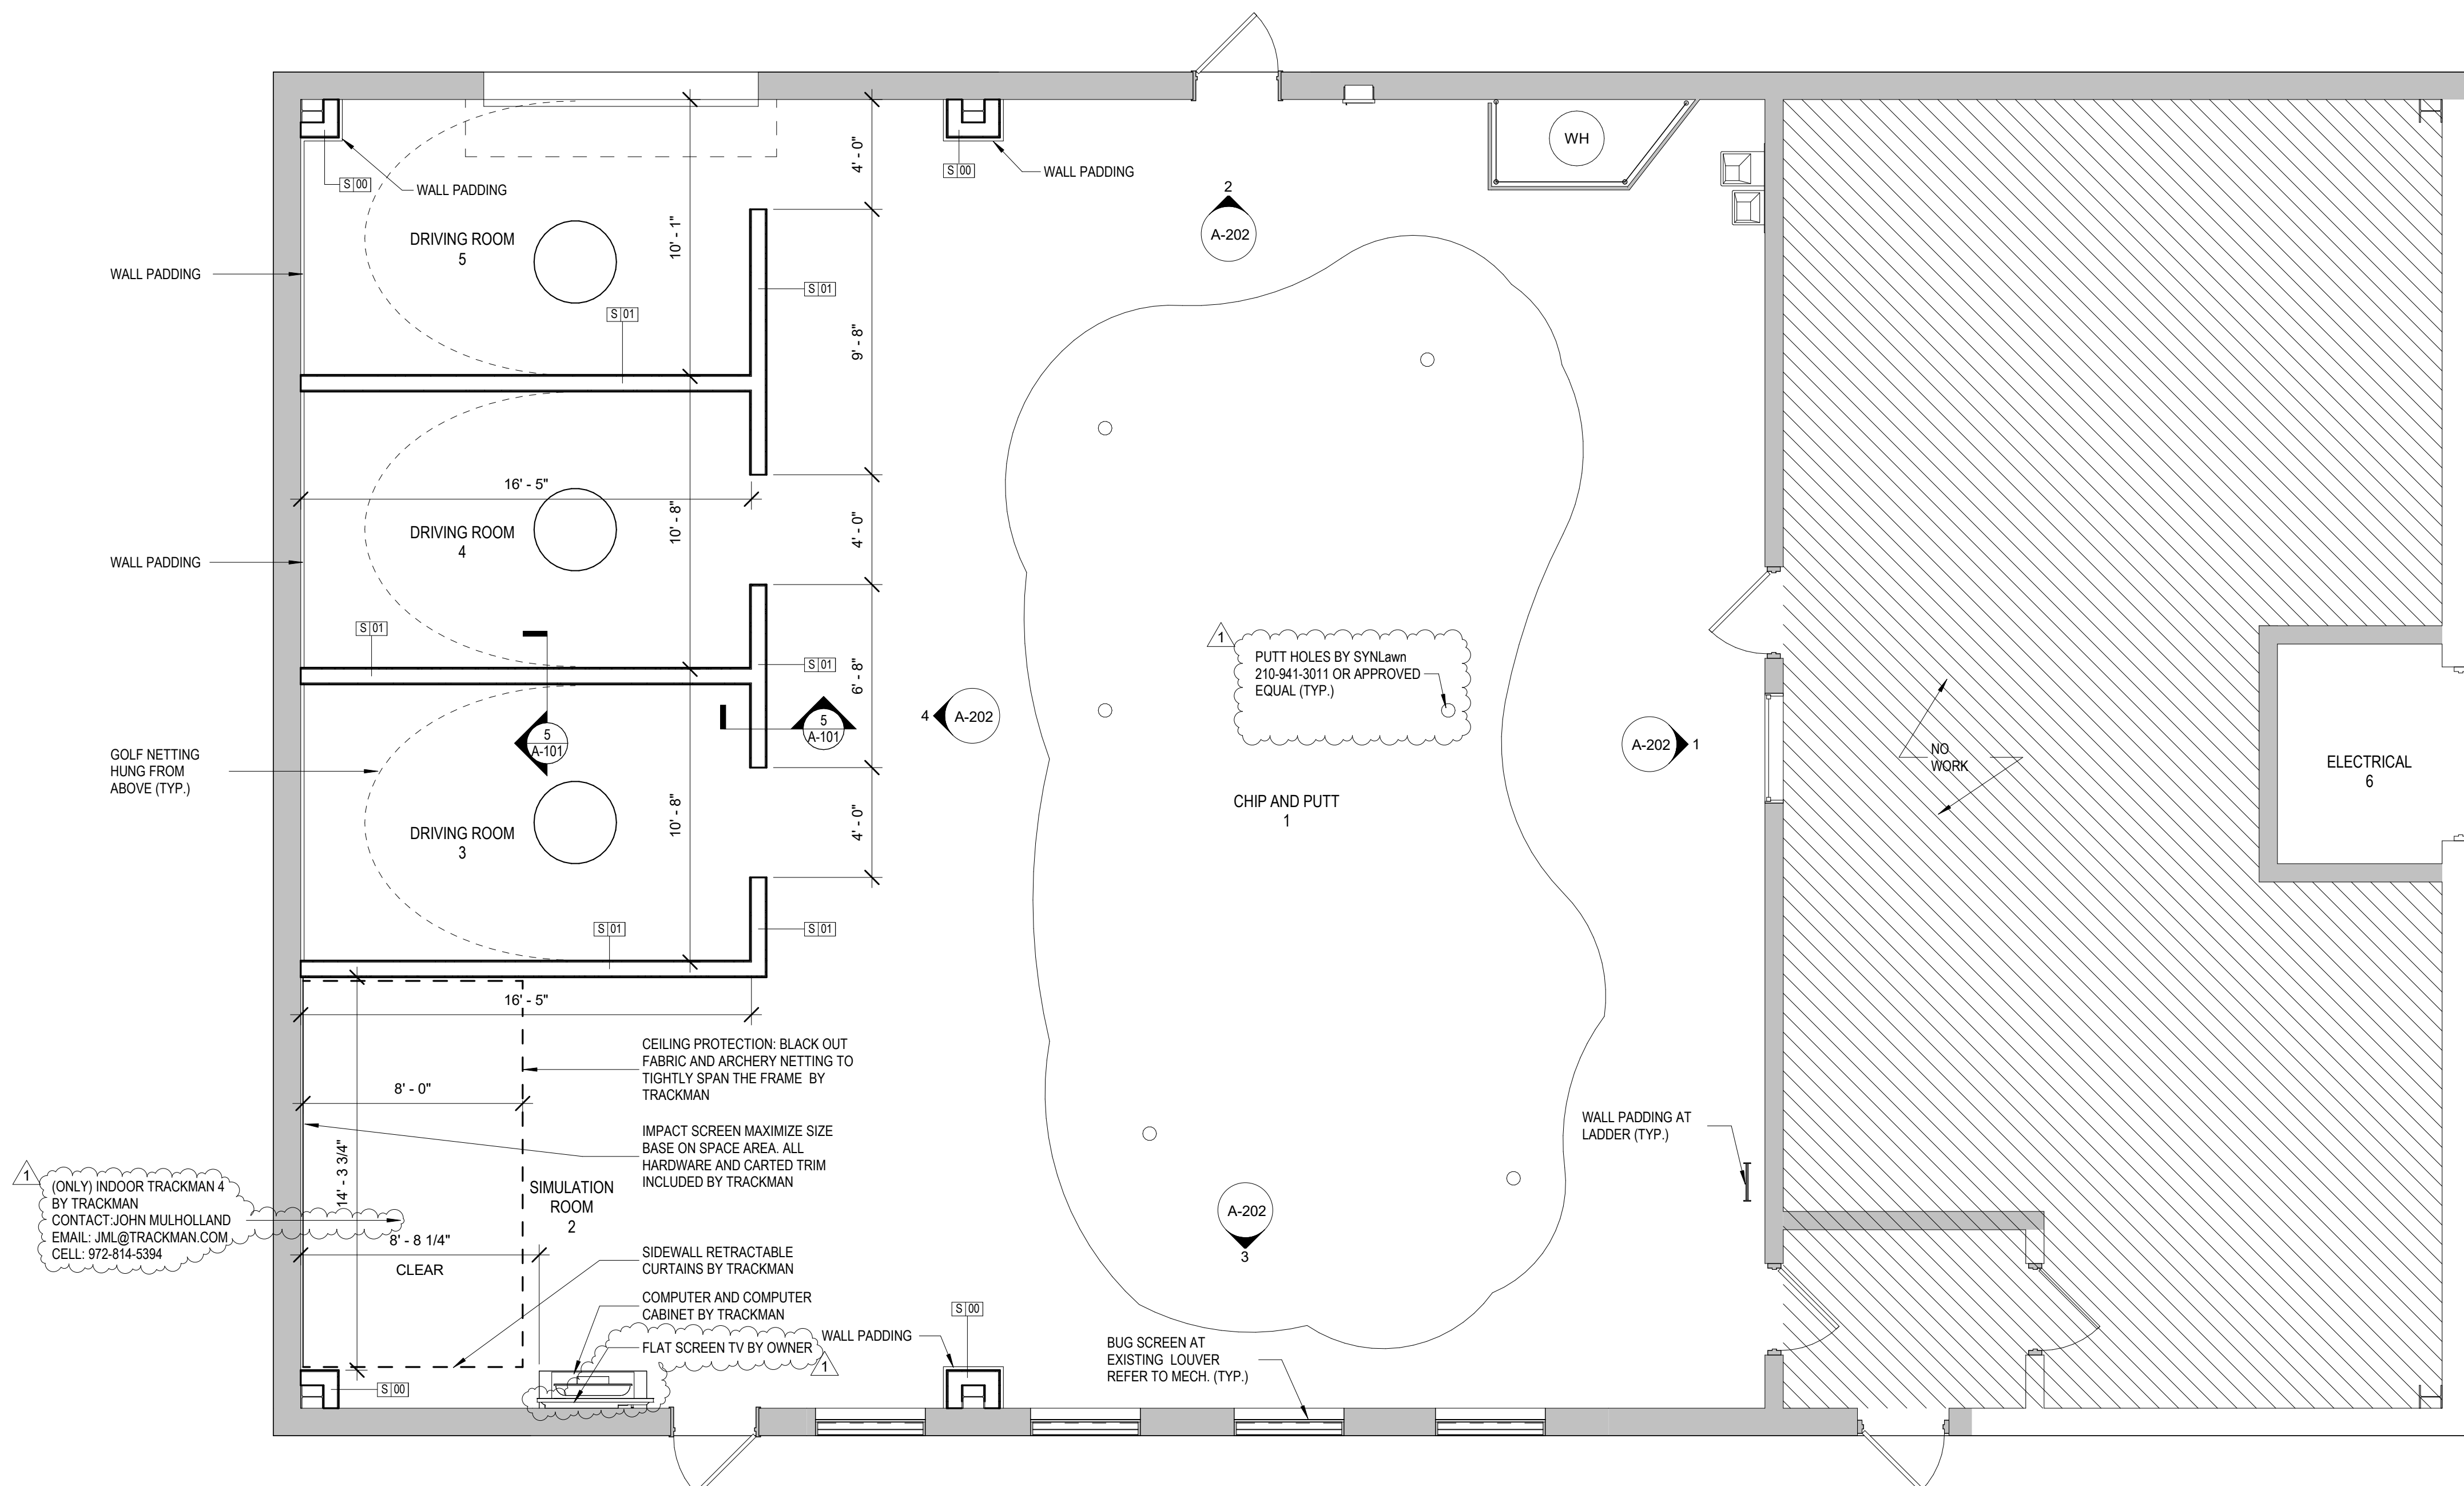 WH
4' - 0"
S 00
WALL PADDING
S 00
WALL PADDING
2
A-202
10' - 1"
DRIVING ROOM
5
WALL PADDING
S 01
S 01
9' - 8"
16' - 5"
DRIVING ROOM
4
10' - 8"
4' - 0"
WALL PADDING
S 01
S 01
6' - 8"
1
PUTT HOLES BY SYNLawn
210-941-3011 OR APPROVED
EQUAL (TYP.)
4
A-202
5
A-101
5
A-101
A-202
1
NO
WORK
ELECTRICAL
6
GOLF NETTING
HUNG FROM
ABOVE (TYP.)
CHIP AND PUTT
1
10' - 8"
4' - 0"
DRIVING ROOM
3
S 01
S 01
16' - 5"
CEILING PROTECTION: BLACK OUT
FABRIC AND ARCHERY NETTING TO
TIGHTLY SPAN THE FRAME BY
TRACKMAN
8' - 0"
IMPACT SCREEN MAXIMIZE SIZE
BASE ON SPACE AREA. ALL
HARDWARE AND CARTED TRIM
INCLUDED BY TRACKMAN
WALL PADDING AT
LADDER (TYP.)
14' - 3 3/4"
1
(ONLY) INDOOR TRACKMAN 4
BY TRACKMAN
CONTACT:JOHN MULHOLLAND
EMAIL: JML@TRACKMAN.COM
CELL: 972-814-5394
SIMULATION
ROOM
2
A-202
3
8' - 8 1/4"
CLEAR
SIDEWALL RETRACTABLE
CURTAINS BY TRACKMAN
COMPUTER AND COMPUTER
CABINET BY TRACKMAN
S 00
WALL PADDING
FLAT SCREEN TV BY OWNER
1
BUG SCREEN AT
EXISTING LOUVER
REFER TO MECH. (TYP.)
S 00